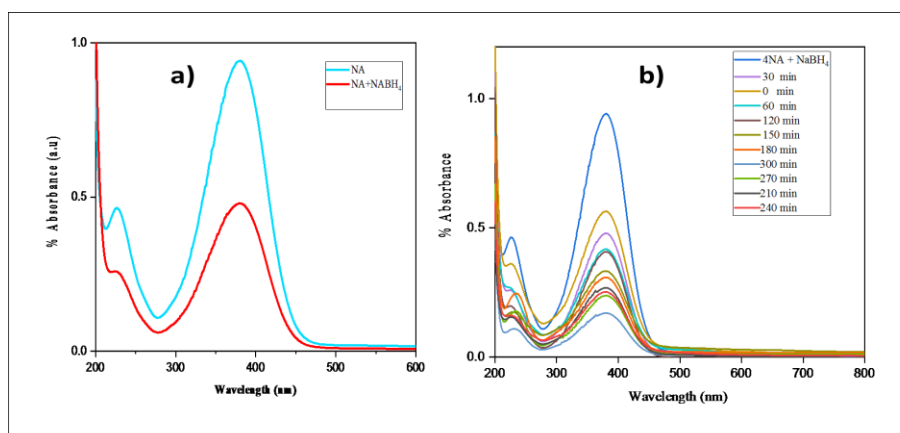 a)
NA
NA+NABH4
1.0
0.5
0.0
200
300
400
500
600
% Absorbance (a.u)
Wavelength (nm)
b)
4NA + NaBH4
30 min
0 min
60 min
120 min
150 min
180 min
300 min
270 min
210 min
240 min
1.0
0.5
0.0
200
300
400
500
600
700
800
% Absorbance
Wavelength (nm)